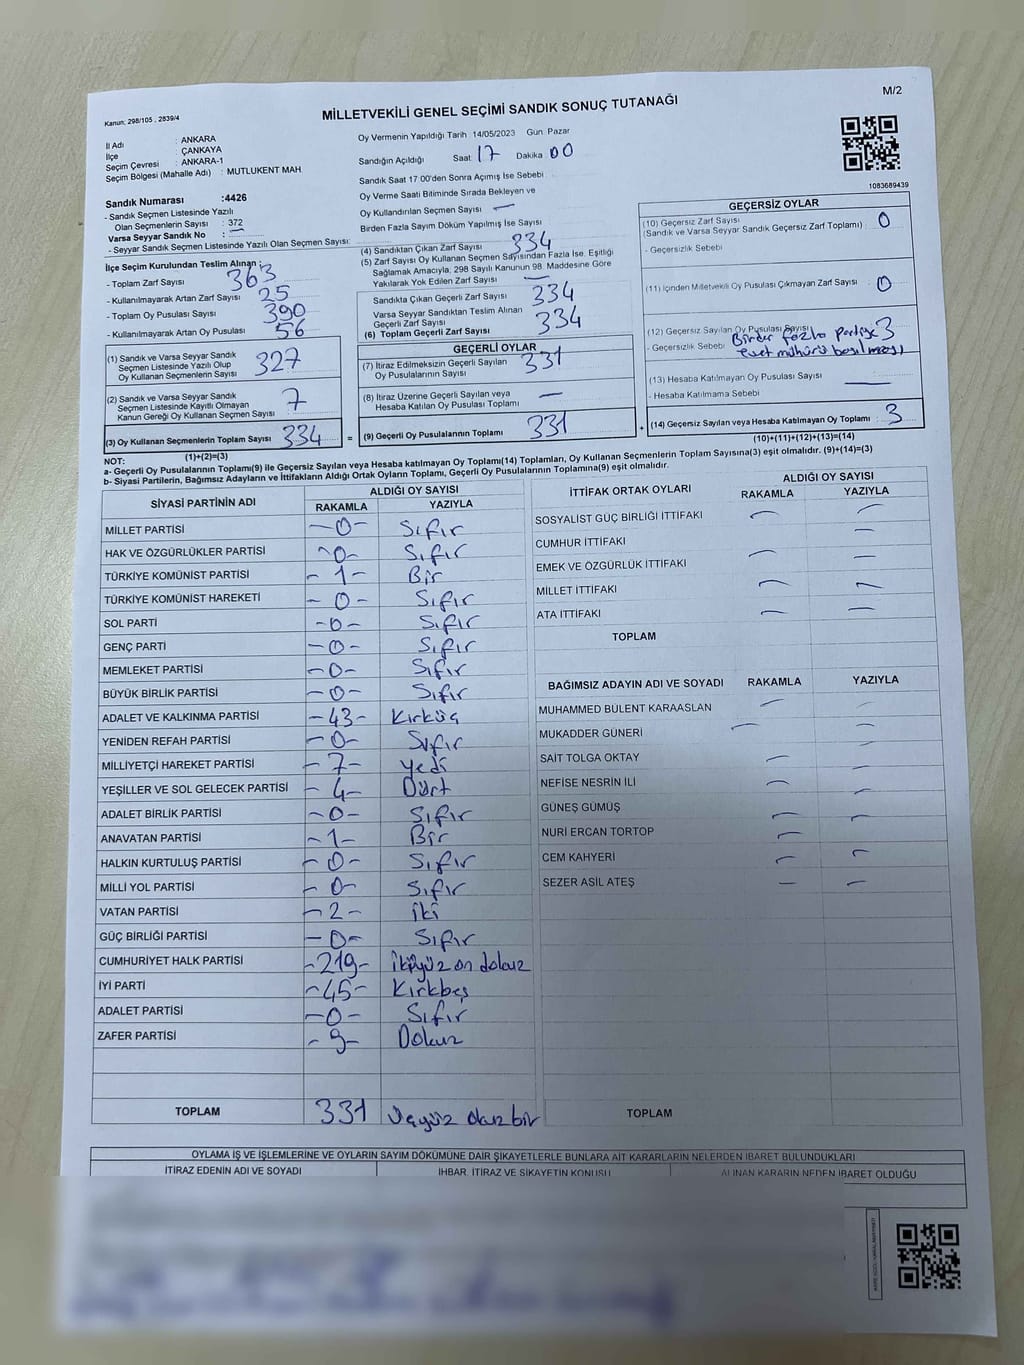 M/2
Kanun: 298/105 , 2839/4
MİLLETVEKİLİ GENEL SEÇİMİ SANDIK SONUÇ TUTANAĞI
İl Adı : ANKARA
İlçe : ÇANKAYA
Seçim Çevresi : ANKARA-1
Seçim Bölgesi (Mahalle Adı) : MUTLUKENT MAH
Sandık Numarası :4426
- Sandık Seçmen Listesinde Yazılı
Olan Seçmenlerin Sayısı : 372
Varsa Seyyar Sandık No : —
- Seyyar Sandık Seçmen Listesinde Yazılı Olan Seçmen Sayısı:
İlçe Seçim Kurulundan Teslim Alınan :
- Toplam Zarf Sayısı 363
- Kullanılmayarak Artan Zarf Sayısı 25
- Toplam Oy Pusulası Sayısı 390
- Kullanılmayarak Artan Oy Pusulası 56
(1) Sandık ve Varsa Seyyar Sandık
Seçmen Listesinde Yazılı Olup
Oy Kullanan Seçmenlerin Sayısı 327
(2) Sandık ve Varsa Seyyar Sandık
Seçmen Listesinde Kayıtlı Olmayan
Kanun Gereği Oy Kullanan Seçmen Sayısı 7
(3) Oy Kullanan Seçmenlerin Toplam Sayısı 334
(1)+(2)=(3)
Oy Vermenin Yapıldığı Tarih 14/05/2023 Gün Pazar
Sandığın Açıldığı Saat 17 Dakika 00
Sandık Saat 17.00'den Sonra Açımış İse Sebebi
Oy Verme Saati Bitiminde Sırada Bekleyen ve
Oy Kullandırılan Seçmen Sayısı —
Birden Fazla Sayım Döküm Yapılmış İse Sayısı
(4) Sandıktan Çıkan Zarf Sayısı 334
(5) Zarf Sayısı Oy Kullanan Seçmen Sayısından Fazla İse, Eşitliği
Sağlamak Amacıyla, 298 Sayılı Kanunun 98. Maddesine Göre
Yakılarak Yok Edilen Zarf Sayısı —
Sandıkta Çıkan Geçerli Zarf Sayısı 334
Varsa Seyyar Sandıktan Teslim Alınan
Geçerli Zarf Sayısı
(6) Toplam Geçerli Zarf Sayısı 334
GEÇERLİ OYLAR
(7) İtiraz Edilmeksizin Geçerli Sayılan
Oy Pusulalarının Sayısı 331
(8) İtiraz Üzerine Geçerli Sayılan veya
Hesaba Katılan Oy Pusulası Toplamı —
= (9) Geçerli Oy Pusulalarının Toplamı 331 +
1083689439
GEÇERSİZ OYLAR
(10) Geçersiz Zarf Sayısı 0
(Sandık ve Varsa Seyyar Sandık Geçersiz Zarf Toplamı) :
- Geçersizlik Sebebi
(11) İçinden Milletvekili Oy Pusulası Çıkmayan Zarf Sayısı : 0
(12) Geçersiz Sayılan Oy Pusulası Sayısı 3
- Geçersizlik Sebebi Birden fazla partiye
evet mühürü basılması
(13) Hesaba Katılmayan Oy Pusulası Sayısı : —
- Hesaba Katılmama Sebebi
(14) Geçersiz Sayılan veya Hesaba Katılmayan Oy Toplamı : 3
(10)+(11)+(12)+(13)=(14)
NOT:
a- Geçerli Oy Pusulasının Toplamı(9) ile Geçersiz Sayılan veya Hesaba katılmayan Oy Toplamı(14) Toplamları, Oy Kullanan Seçmenlerin Toplam Sayısına(3) eşit olmalıdır. (9)+(14)=(3)
b- Siyasi Partilerin, Bağımsız Adayların ve İttifakların Aldığı Ortak Oyların Toplamı, Geçerli Oy Pusulalarının Toplamına(9) eşit olmalıdır.
SİYASİ PARTİNİN ADI ALDIĞI OY SAYISI
RAKAMLA YAZIYLA
MİLLET PARTİSİ —0— Sıfır
HAK VE ÖZGÜRLÜKLER PARTİSİ —0— Sıfır
TÜRKİYE KOMÜNİST PARTİSİ —1— Bir
TÜRKİYE KOMÜNİST HAREKETİ —0— Sıfır
SOL PARTİ —0— Sıfır
GENÇ PARTİ —0— Sıfır
MEMLEKET PARTİSİ —0— Sıfır
BÜYÜK BİRLİK PARTİSİ —0— Sıfır
ADALET VE KALKINMA PARTİSİ —43— Kırküç
YENİDEN REFAH PARTİSİ —0— Sıfır
MİLLİYETÇİ HAREKET PARTİSİ —7— yedi
YEŞİLLER VE SOL GELECEK PARTİSİ —4— Dört
ADALET BİRLİK PARTİSİ —0— Sıfır
ANAVATAN PARTİSİ —1— Bir
HALKIN KURTULUŞ PARTİSİ —0— Sıfır
MİLLİ YOL PARTİSİ —0— Sıfır
VATAN PARTİSİ —2— iki
GÜÇ BİRLİĞİ PARTİSİ —0— Sıfır
CUMHURİYET HALK PARTİSİ —219— ikiyüz on dokuz
İYİ PARTİ —45— Kırkbeş
ADALET PARTİSİ —0— Sıfır
ZAFER PARTİSİ —9— Dokuz
TOPLAM 331 üçyüz otuz bir
İTTİFAK ORTAK OYLARI ALDIĞI OY SAYISI
RAKAMLA YAZIYLA
SOSYALİST GÜÇ BİRLİĞİ İTTİFAKI — —
CUMHUR İTTİFAKI —
EMEK VE ÖZGÜRLÜK İTTİFAKI — —
MİLLET İTTİFAKI — —
ATA İTTİFAKI — —
TOPLAM
BAĞIMSIZ ADAYIN ADI VE SOYADI RAKAMLA YAZIYLA
MUHAMMED BÜLENT KARAASLAN — —
MUKADDER GÜNERİ — —
SAİT TOLGA OKTAY — —
NEFİSE NESRİN İLİ — —
GÜNEŞ GÜMÜŞ — —
NURİ ERCAN TORTOP —
CEM KAHYERİ — —
SEZER ASİL ATEŞ — —
TOPLAM
OYLAMA İŞ VE İŞLEMLERİNE VE OYLARIN SAYIM DÖKÜMÜNE DAİR ŞİKAYETLERLE BUNLARA AİT KARARLARIN NELERDEN İBARET BULUNDUKLARI
İTİRAZ EDENİN ADI VE SOYADI İHBAR, İTİRAZ VE ŞİKAYETİN KONUSU ALINAN KARARIN NEDEN İBARET OLDUĞU